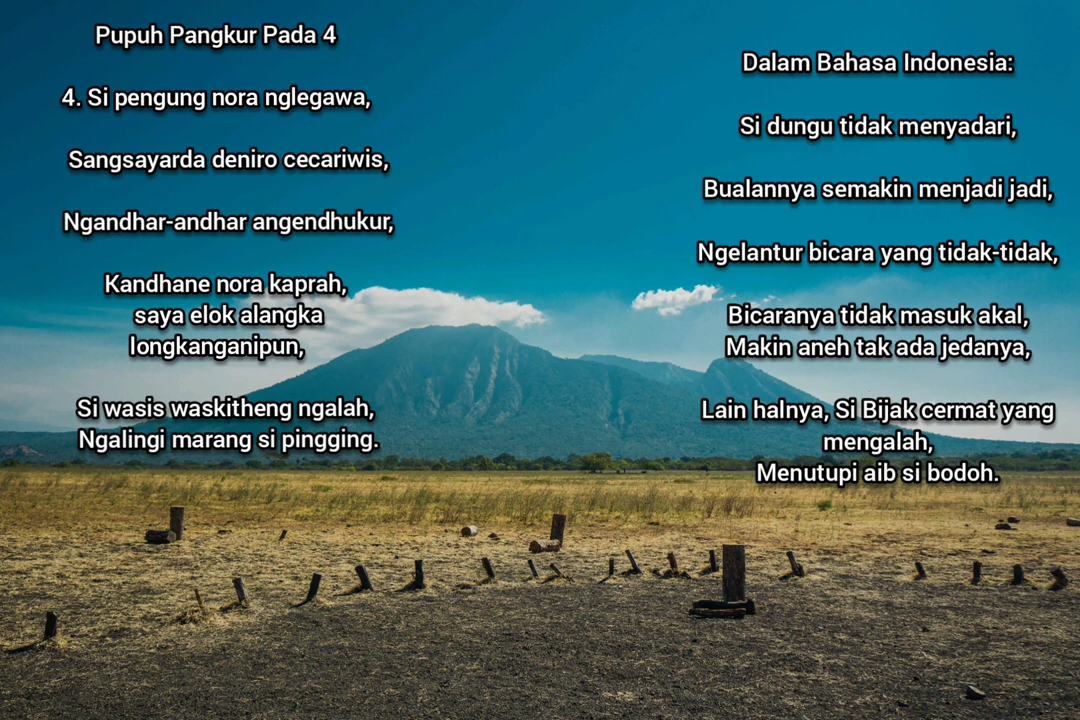 Pupuh Pangkur Pada 4
4. Si pengung nora nglegawa,
Sangsayarda deniro cecariwis,
Ngandhar-andhar angendhukur,
Kandhane nora kaprah,
saya elok alangka
longkanganipun,
Si wasis waskitheng ngalah,
Ngalingi marang si pingging.
Dalam Bahasa Indonesia:
Si dungu tidak menyadari,
Bualannya semakin menjadi jadi,
Ngelantur bicara yang tidak-tidak,
Bicaranya tidak masuk akal,
Makin aneh tak ada jedanya,
Lain halnya, Si Bijak cermat yang
mengalah,
Menutupi aib si bodoh.